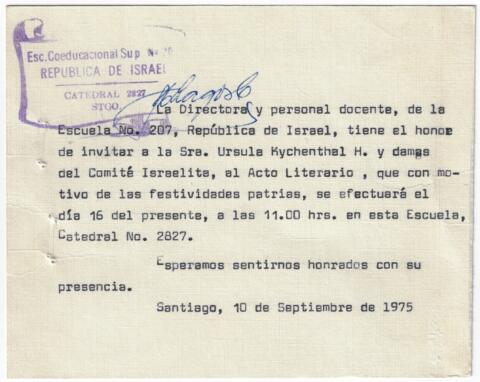 Esc. Coeducacional Sup No 20
REPUBLICA DE ISRAEL
CATEDRAL 2827
STGO.
La Directora y personal docente, de la
Escuela No. 207, República de Israel, tiene el honor
de invitar a la Sra. Ursula Kychenthal H. y damas
del Comité Israelita, al Acto Literario , que con mo-
tivo de las festividades patrias, se efectuará el
día 16 del presente, a las 11.00 hrs. en esta Escuela,
Catedral No. 2827.
Esperamos sentirnos honrados con su
presencia.
Santiago, 10 de Septiembre de 1975